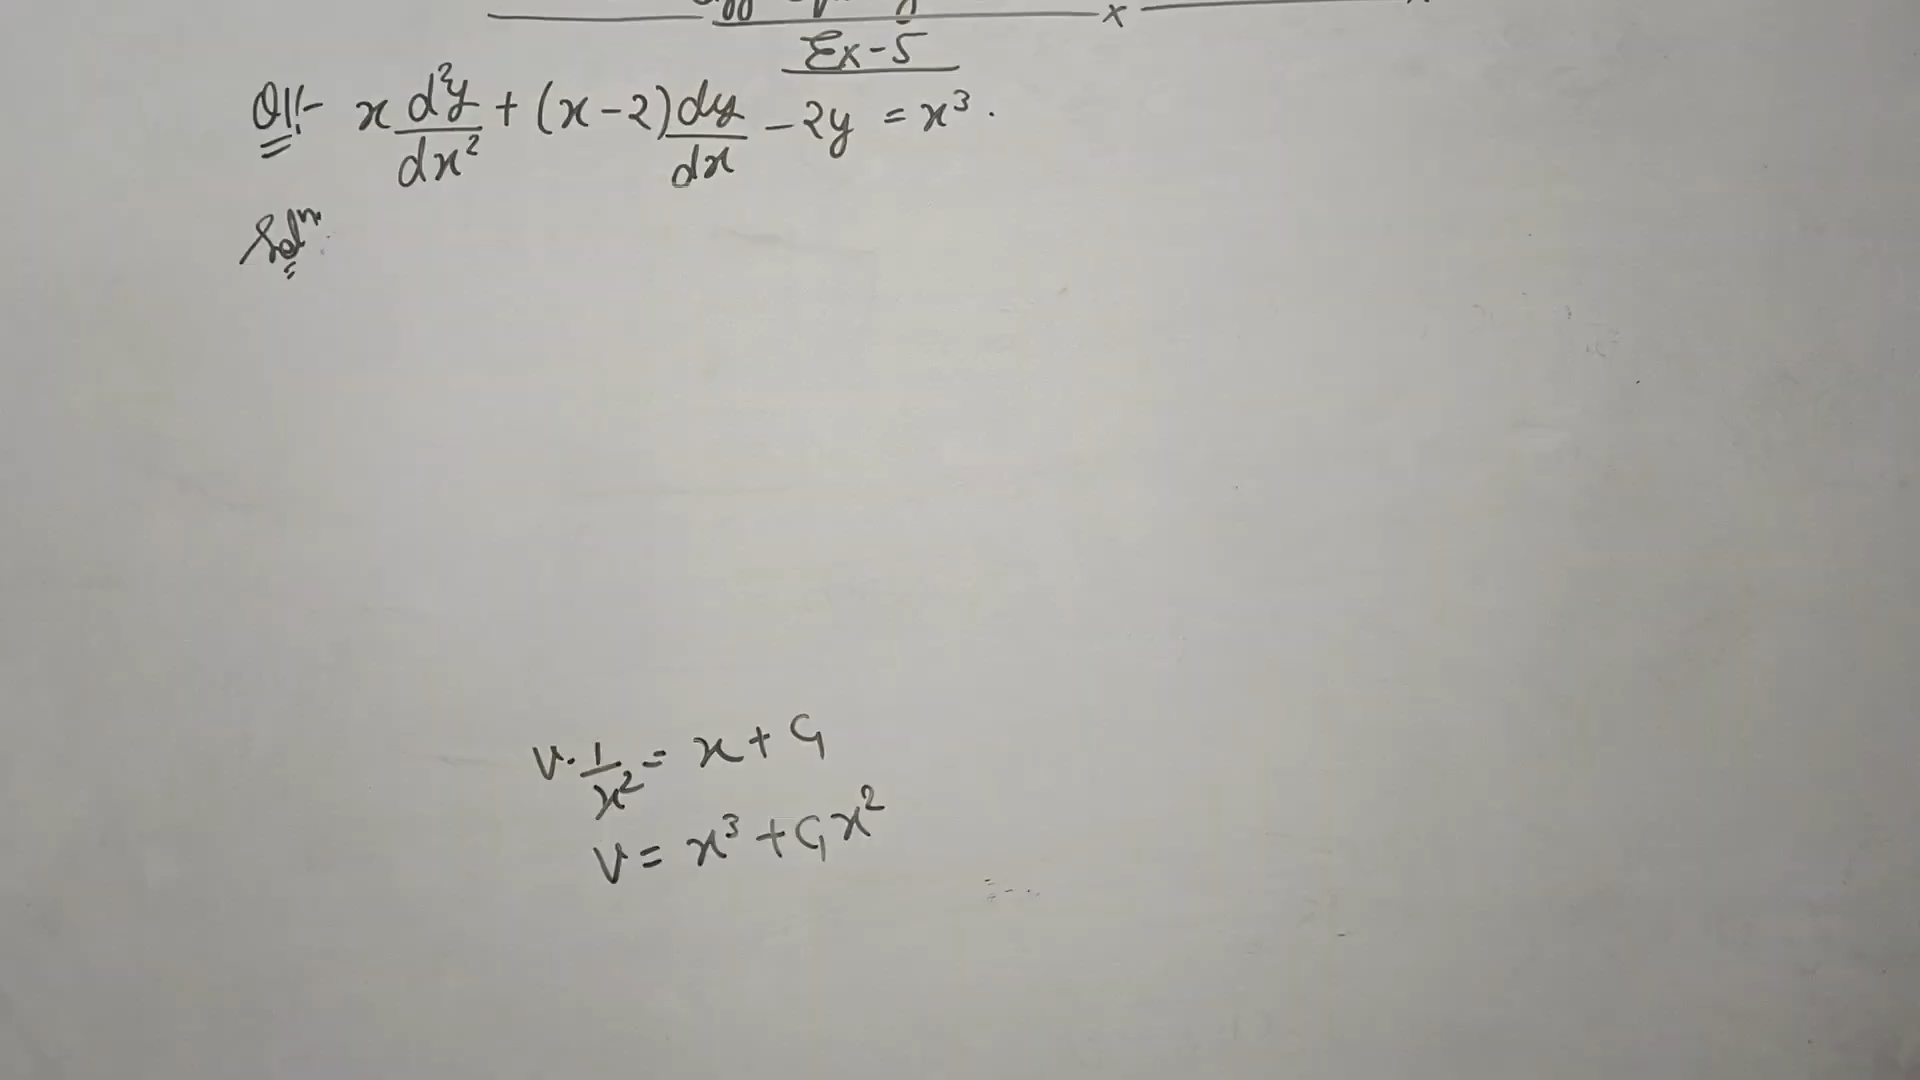 x
Ex-5
Q1:- x d²y/dx² + (x-2) dy/dx - 2y = x³.
Solⁿ.
v. 1/x² = x + C₁
v = x³ + C₁x²